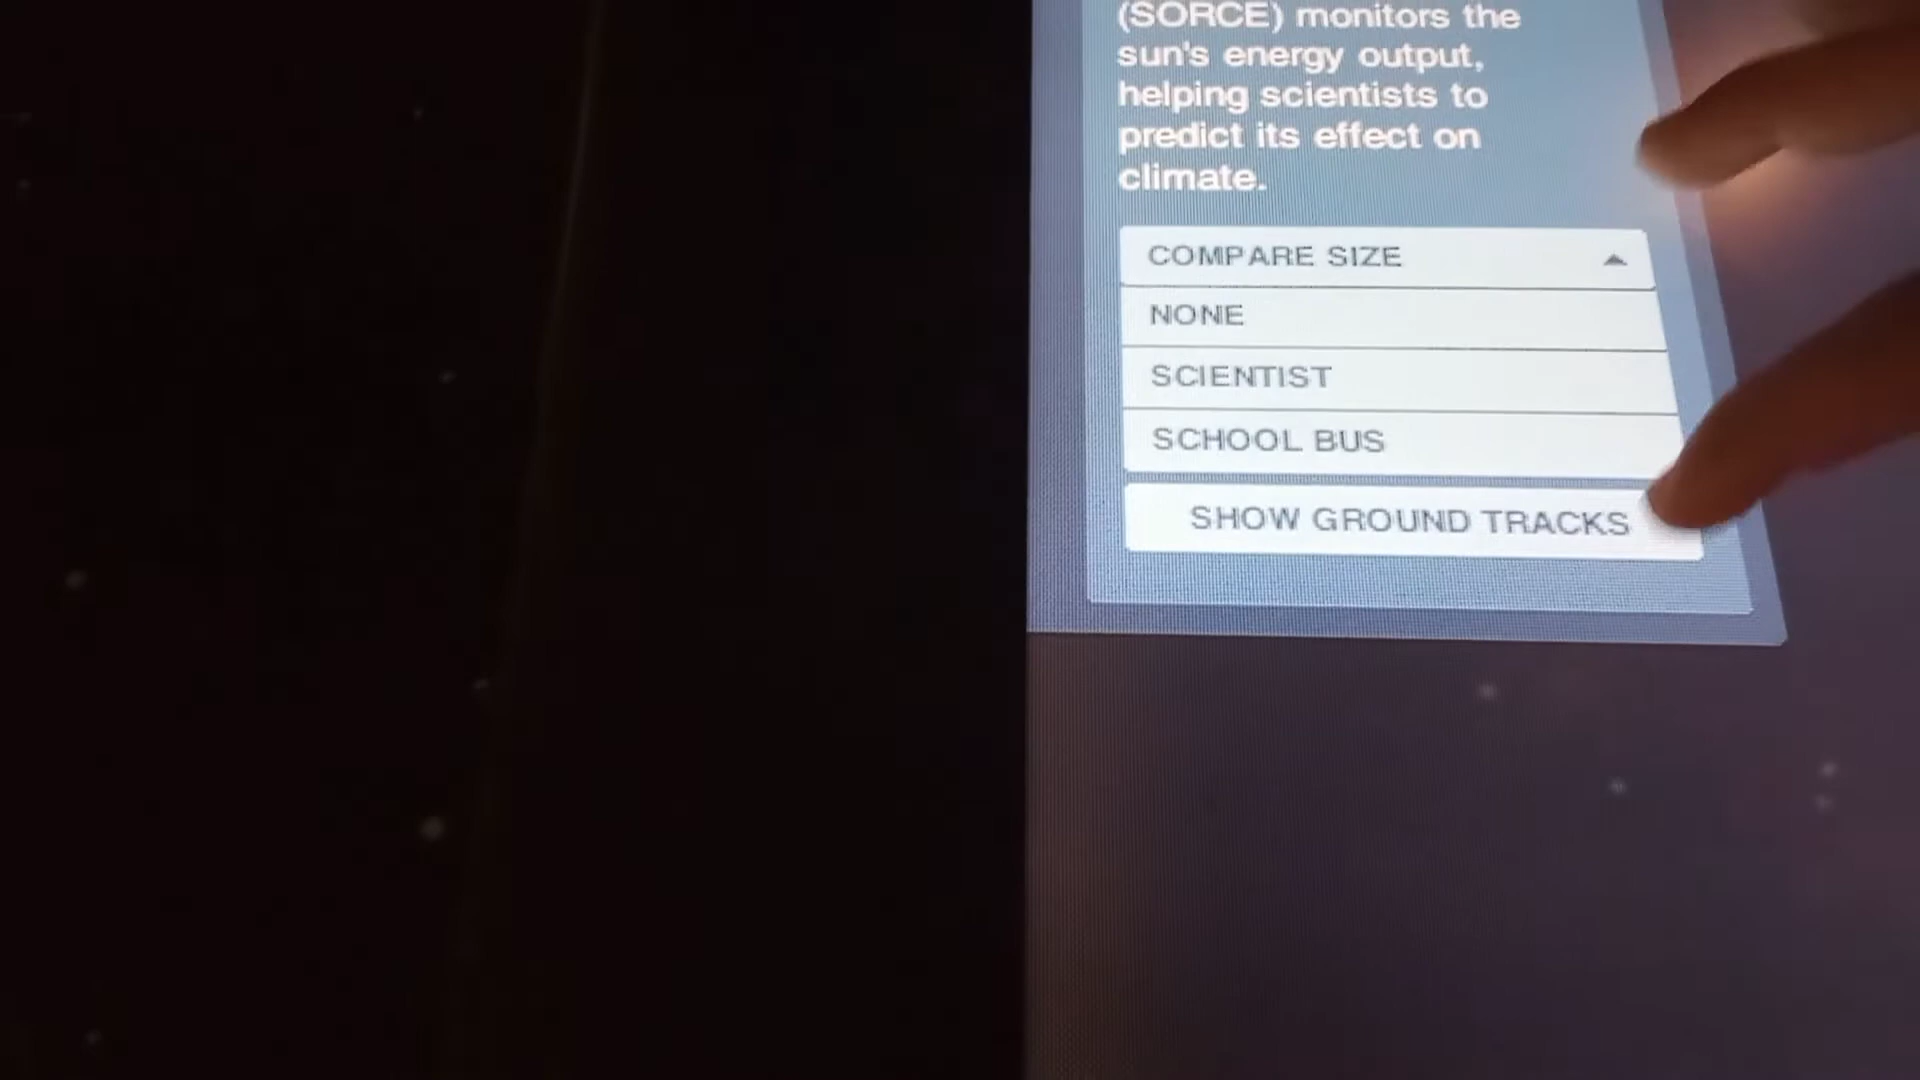 (SORCE) monitors the
sun's energy output,
helping scientists to
predict its effect on
climate.
COMPARE SIZE
NONE
SCIENTIST
SCHOOL BUS
SHOW GROUND TRACKS